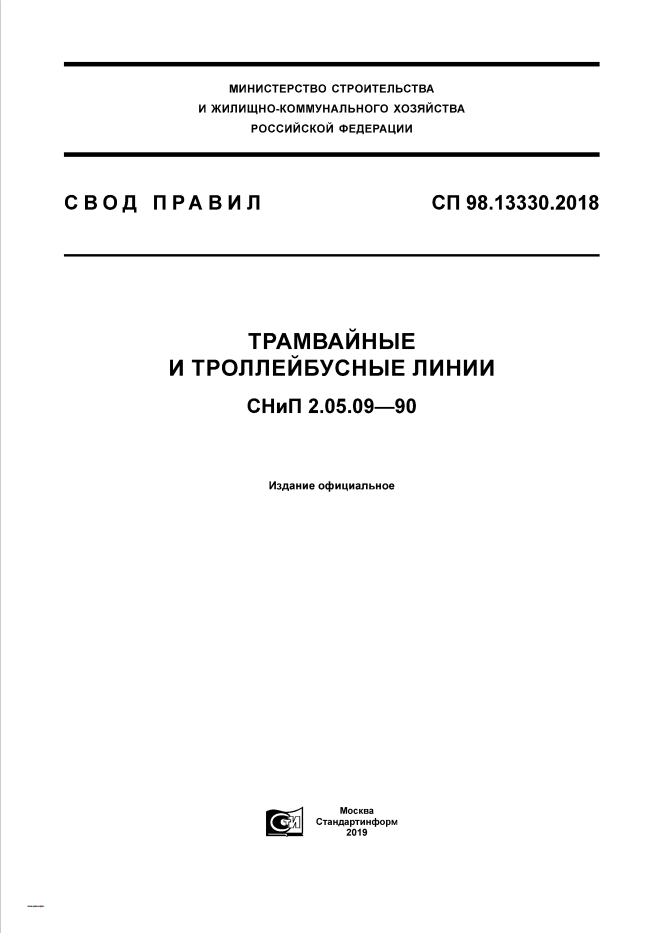 МИНИСТЕРСТВО СТРОИТЕЛЬСТВА
И ЖИЛИЩНО-КОММУНАЛЬНОГО ХОЗЯЙСТВА
РОССИЙСКОЙ ФЕДЕРАЦИИ
СВОД ПРАВИЛ СП 98.13330.2018
ТРАМВАЙНЫЕ
И ТРОЛЛЕЙБУСНЫЕ ЛИНИИ
СНиП 2.05.09—90
Издание официальное
Москва
Стандартинформ
2019